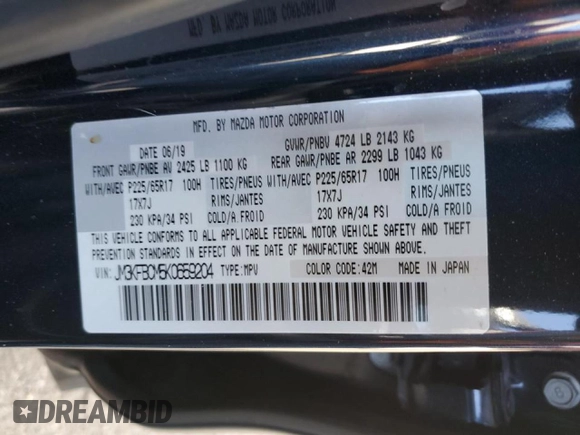 MFD. BY MAZDA MOTOR CORPORATION
DATE 06/19 GVWR/PNBV 4724 LB 2143 KG
FRONT GAWR/PNBE AV 2425 LB 1100 KG REAR GAWR/PNBE AR 2299 LB 1043 KG
WITH/AVEC P225/65R17 100H TIRES/PNEUS WITH/AVEC P225/65R17 100H TIRES/PNEUS
17X7J RIMS/JANTES 17X7J RIMS/JANTES
230 KPA/34 PSI COLD/A FROID 230 KPA/34 PSI COLD/A FROID
THIS VEHICLE CONFORMS TO ALL APPLICABLE FEDERAL MOTOR VEHICLE SAFETY AND THEFT
PREVENTION STANDARDS IN EFFECT ON THE DATE OF MANUFACTURE SHOWN ABOVE.
VIN: JM3KFBCM5K0659204 TYPE:MPV COLOR CODE:42M MADE IN JAPAN
DREAMBID